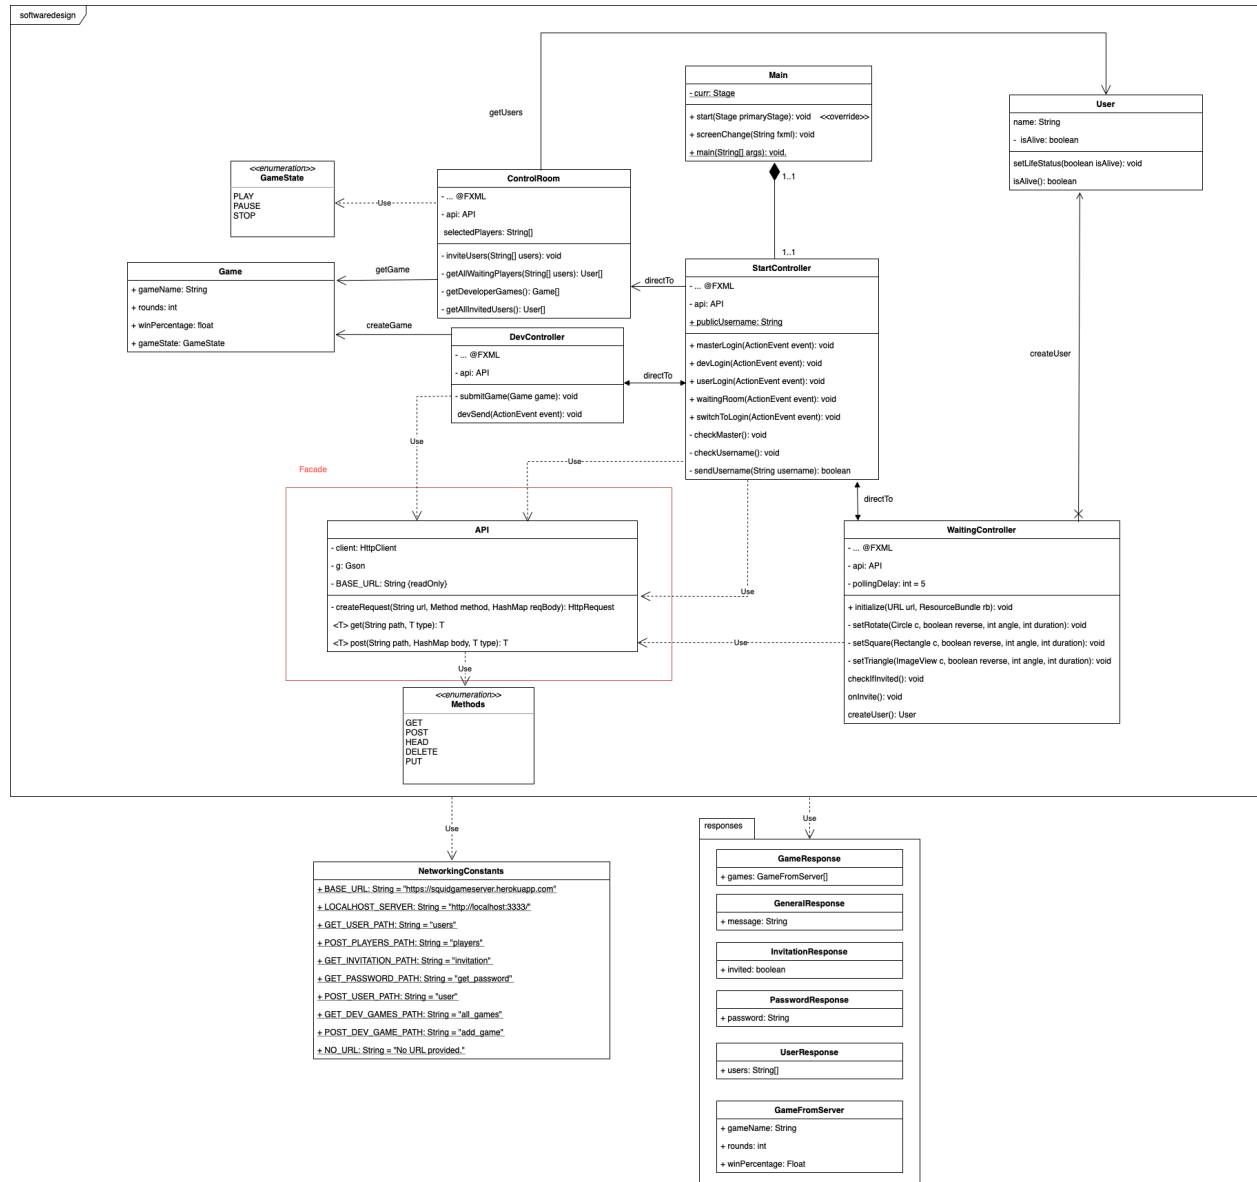 softwaredesign
getUsers
Main
- curr: Stage
+ start(Stage primaryStage): void <<override>>
+ screenChange(String fxml): void
+ main(String[] args): void.
1..1
1..1
User
name: String
- isAlive: boolean
setLifeStatus(boolean isAlive): void
isAlive(): boolean
<<enumeration>>
GameState
PLAY
PAUSE
STOP
Use
ControlRoom
- ... @FXML
- api: API
selectedPlayers: String[]
- inviteUsers(String[] users): void
- getAllWaitingPlayers(String[] users): User[]
- getDeveloperGames(): Game[]
- getAllInvitedUsers(): User[]
Game
+ gameName: String
+ rounds: int
+ winPercentage: float
+ gameState: GameState
getGame
createGame
directTo
StartController
- ... @FXML
- api: API
+ publicUsername: String
+ masterLogin(ActionEvent event): void
+ devLogin(ActionEvent event): void
+ userLogin(ActionEvent event): void
+ waitingRoom(ActionEvent event): void
+ switchToLogin(ActionEvent event): void
- checkMaster(): void
- checkUsername(): void
- sendUsername(String username): boolean
DevController
- ... @FXML
- api: API
- submitGame(Game game): void
devSend(ActionEvent event): void
directTo
createUser
Use
Use
Facade
directTo
API
- client: HttpClient
- g: Gson
- BASE_URL: String {readOnly}
- createRequest(String url, Method method, HashMap reqBody): HttpRequest
<T> get(String path, T type): T
<T> post(String path, HashMap body, T type): T
Use
Use
WaitingController
- ... @FXML
- api: API
- pollingDelay: int = 5
+ initialize(URL url, ResourceBundle rb): void
- setRotate(Circle c, boolean reverse, int angle, int duration): void
- setSquare(Rectangle c, boolean reverse, int angle, int duration): void
- setTriangle(ImageView c, boolean reverse, int angle, int duration): void
checkIfInvited(): void
onInvite(): void
createUser(): User
Use
<<enumeration>>
Methods
GET
POST
HEAD
DELETE
PUT
Use
Use
NetworkingConstants
+ BASE_URL: String = "https://squidgameserver.herokuapp.com"
+ LOCALHOST_SERVER: String = "http://localhost:3333/"
+ GET_USER_PATH: String = "users"
+ POST_PLAYERS_PATH: String = "players"
+ GET_INVITATION_PATH: String = "invitation"
+ GET_PASSWORD_PATH: String = "get_password"
+ POST_USER_PATH: String = "user"
+ GET_DEV_GAMES_PATH: String = "all_games"
+ POST_DEV_GAME_PATH: String = "add_game"
+ NO_URL: String = "No URL provided."
responses
GameResponse
+ games: GameFromServer[]
GeneralResponse
+ message: String
InvitationResponse
+ invited: boolean
PasswordResponse
+ password: String
UserResponse
+ users: String[]
GameFromServer
+ gameName: String
+ rounds: int
+ winPercentage: Float